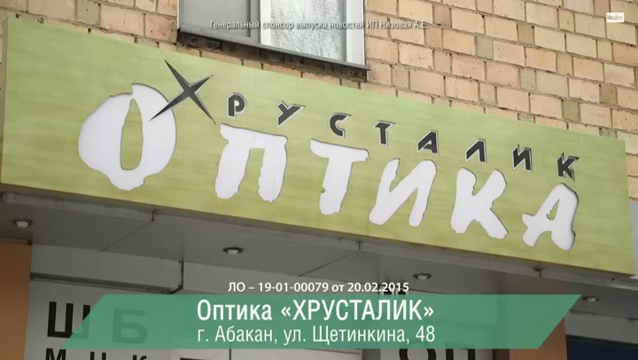 Генеральный спонсор выпуска новостей ИП Низовая А.Е.
ХРУСТАЛИК
ОПТИКА
ЛО – 19-01-00079 от 20.02.2015
Оптика «ХРУСТАЛИК»
г. Абакан, ул. Щетинкина, 48
Ш Б
М Н К